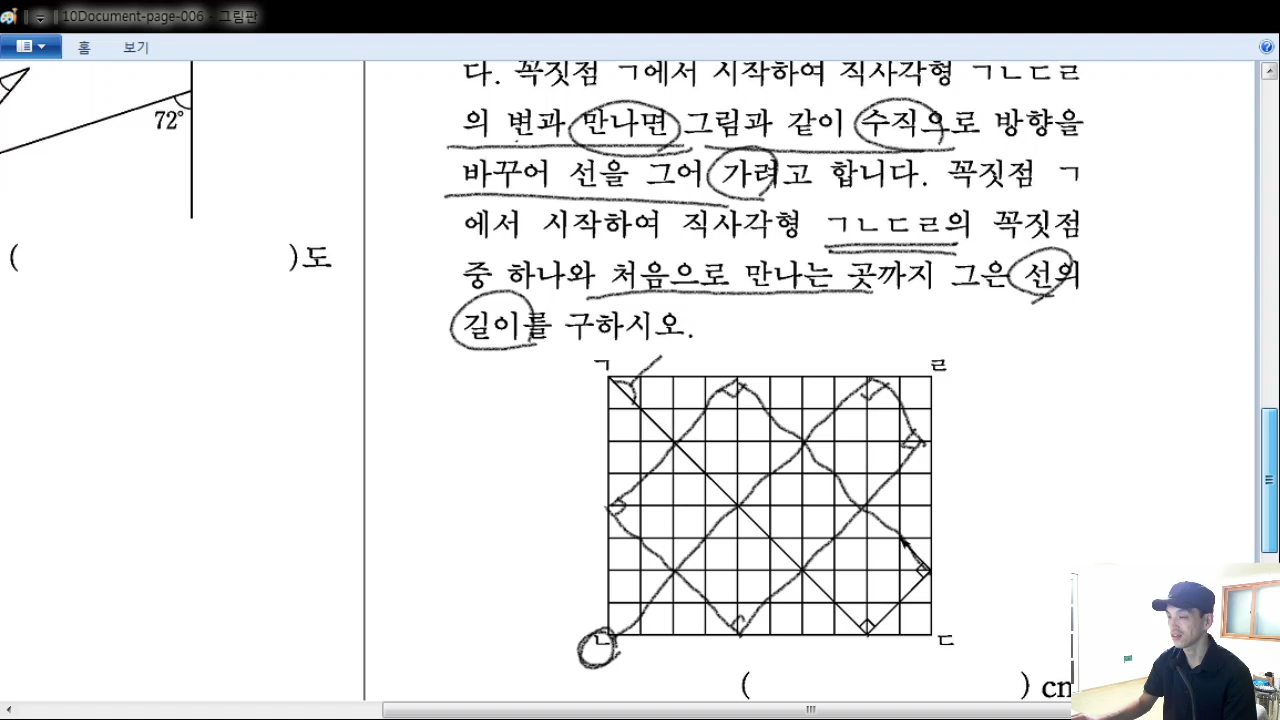 10Document-page-006 - 그림판
홈 보기
72°
( )도
다. 꼭짓점 ㄱ에서 시작하여 직사각형 ㄱㄴㄷㄹ
의 변과 만나면 그림과 같이 수직으로 방향을
바꾸어 선을 그어 가려고 합니다. 꼭짓점 ㄱ
에서 시작하여 직사각형 ㄱㄴㄷㄹ의 꼭짓점
중 하나와 처음으로 만나는 곳까지 그은 선의
길이를 구하시오.
ㄱ ㄹ
ㄴ ㄷ
( ) cm